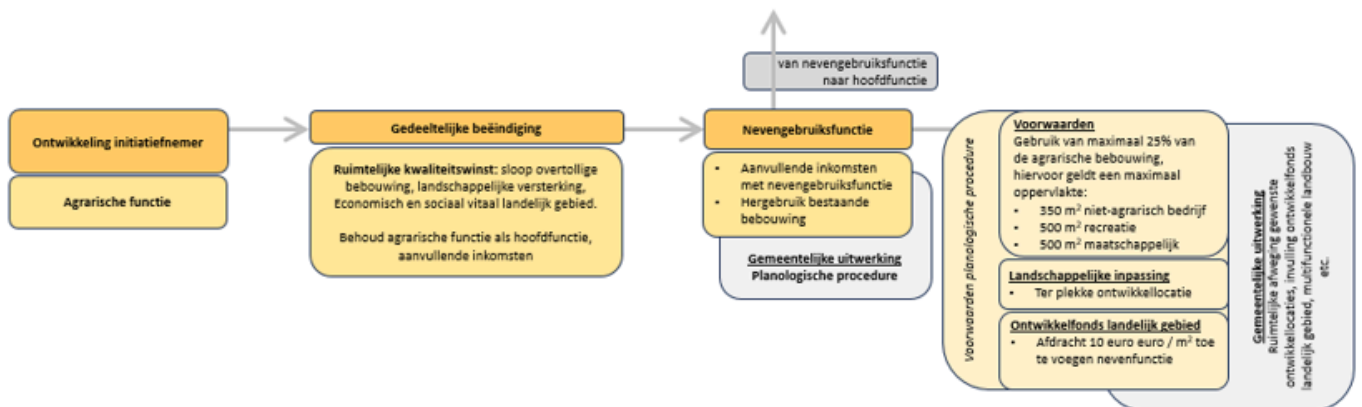 van nevengebruiksfunctie
naar hoofdfunctie
Ontwikkeling initiatiefnemer
Agrarische functie
Gedeeltelijke beëindiging
Ruimtelijke kwaliteitswinst: sloop overtollige
bebouwing, landschappelijke versterking,
Economisch en sociaal vitaal landelijk gebied.
Behoud agrarische functie als hoofdfunctie,
aanvullende inkomsten
Nevengebruiksfunctie
• Aanvullende inkomsten
met nevengebruiksfunctie
• Hergebruik bestaande
bebouwing
Gemeentelijke uitwerking
Planologische procedure
Voorwaarden planologische procedure
Voorwaarden
Gebruik van maximaal 25% van
de agrarische bebouwing,
hiervoor geldt een maximaal
oppervlakte:
• 350 m² niet-agrarisch bedrijf
• 500 m² recreatie
• 500 m² maatschappelijk
Landschappelijke inpassing
• Ter plekke ontwikkellocatie
Ontwikkelfonds landelijk gebied
• Afdracht 10 euro euro / m² toe
te voegen nevenfunctie
Gemeentelijke uitwerking
Ruimtelijke afweging gewenste
ontwikkellocaties, invulling ontwikkelfonds
landelijk gebied, multifunctionele landbouw
etc.